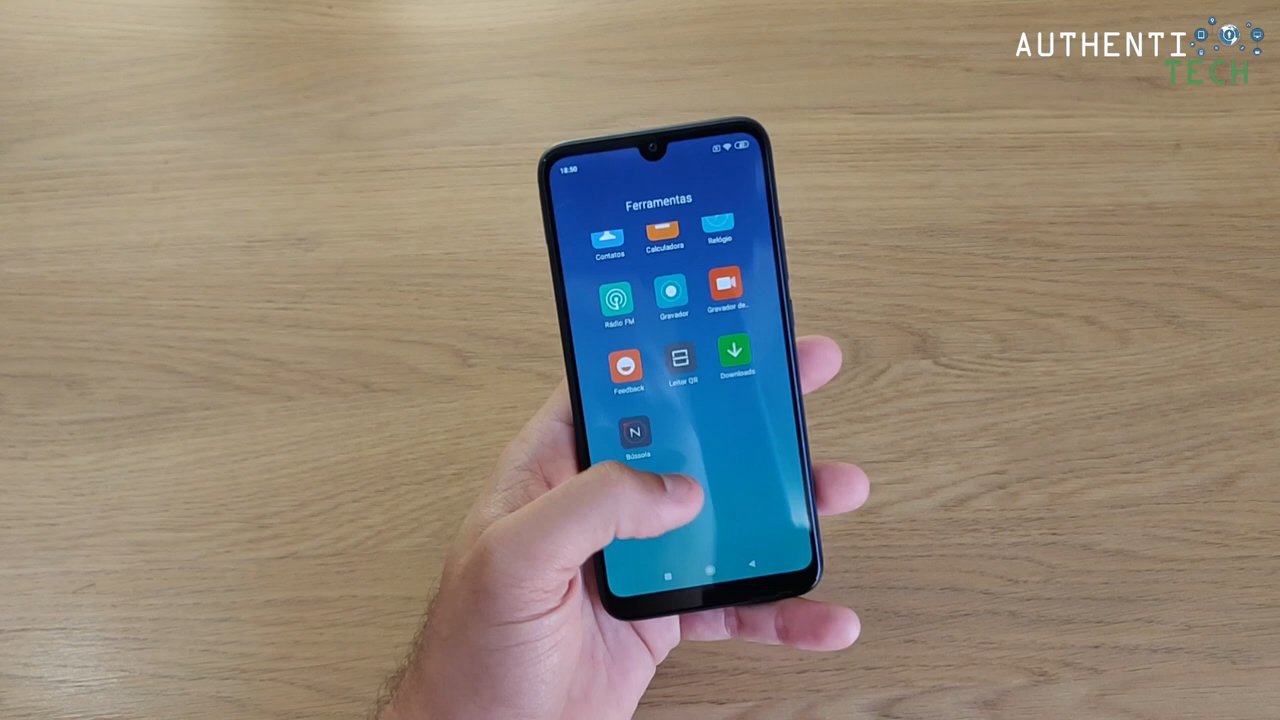 AUTHENTI
TECH
18:50
Ferramentas
Contatos
Calculadora
Relógio
Rádio FM
Gravador
Gravador de..
Feedback
Leitor QR
Downloads
N
Bússola